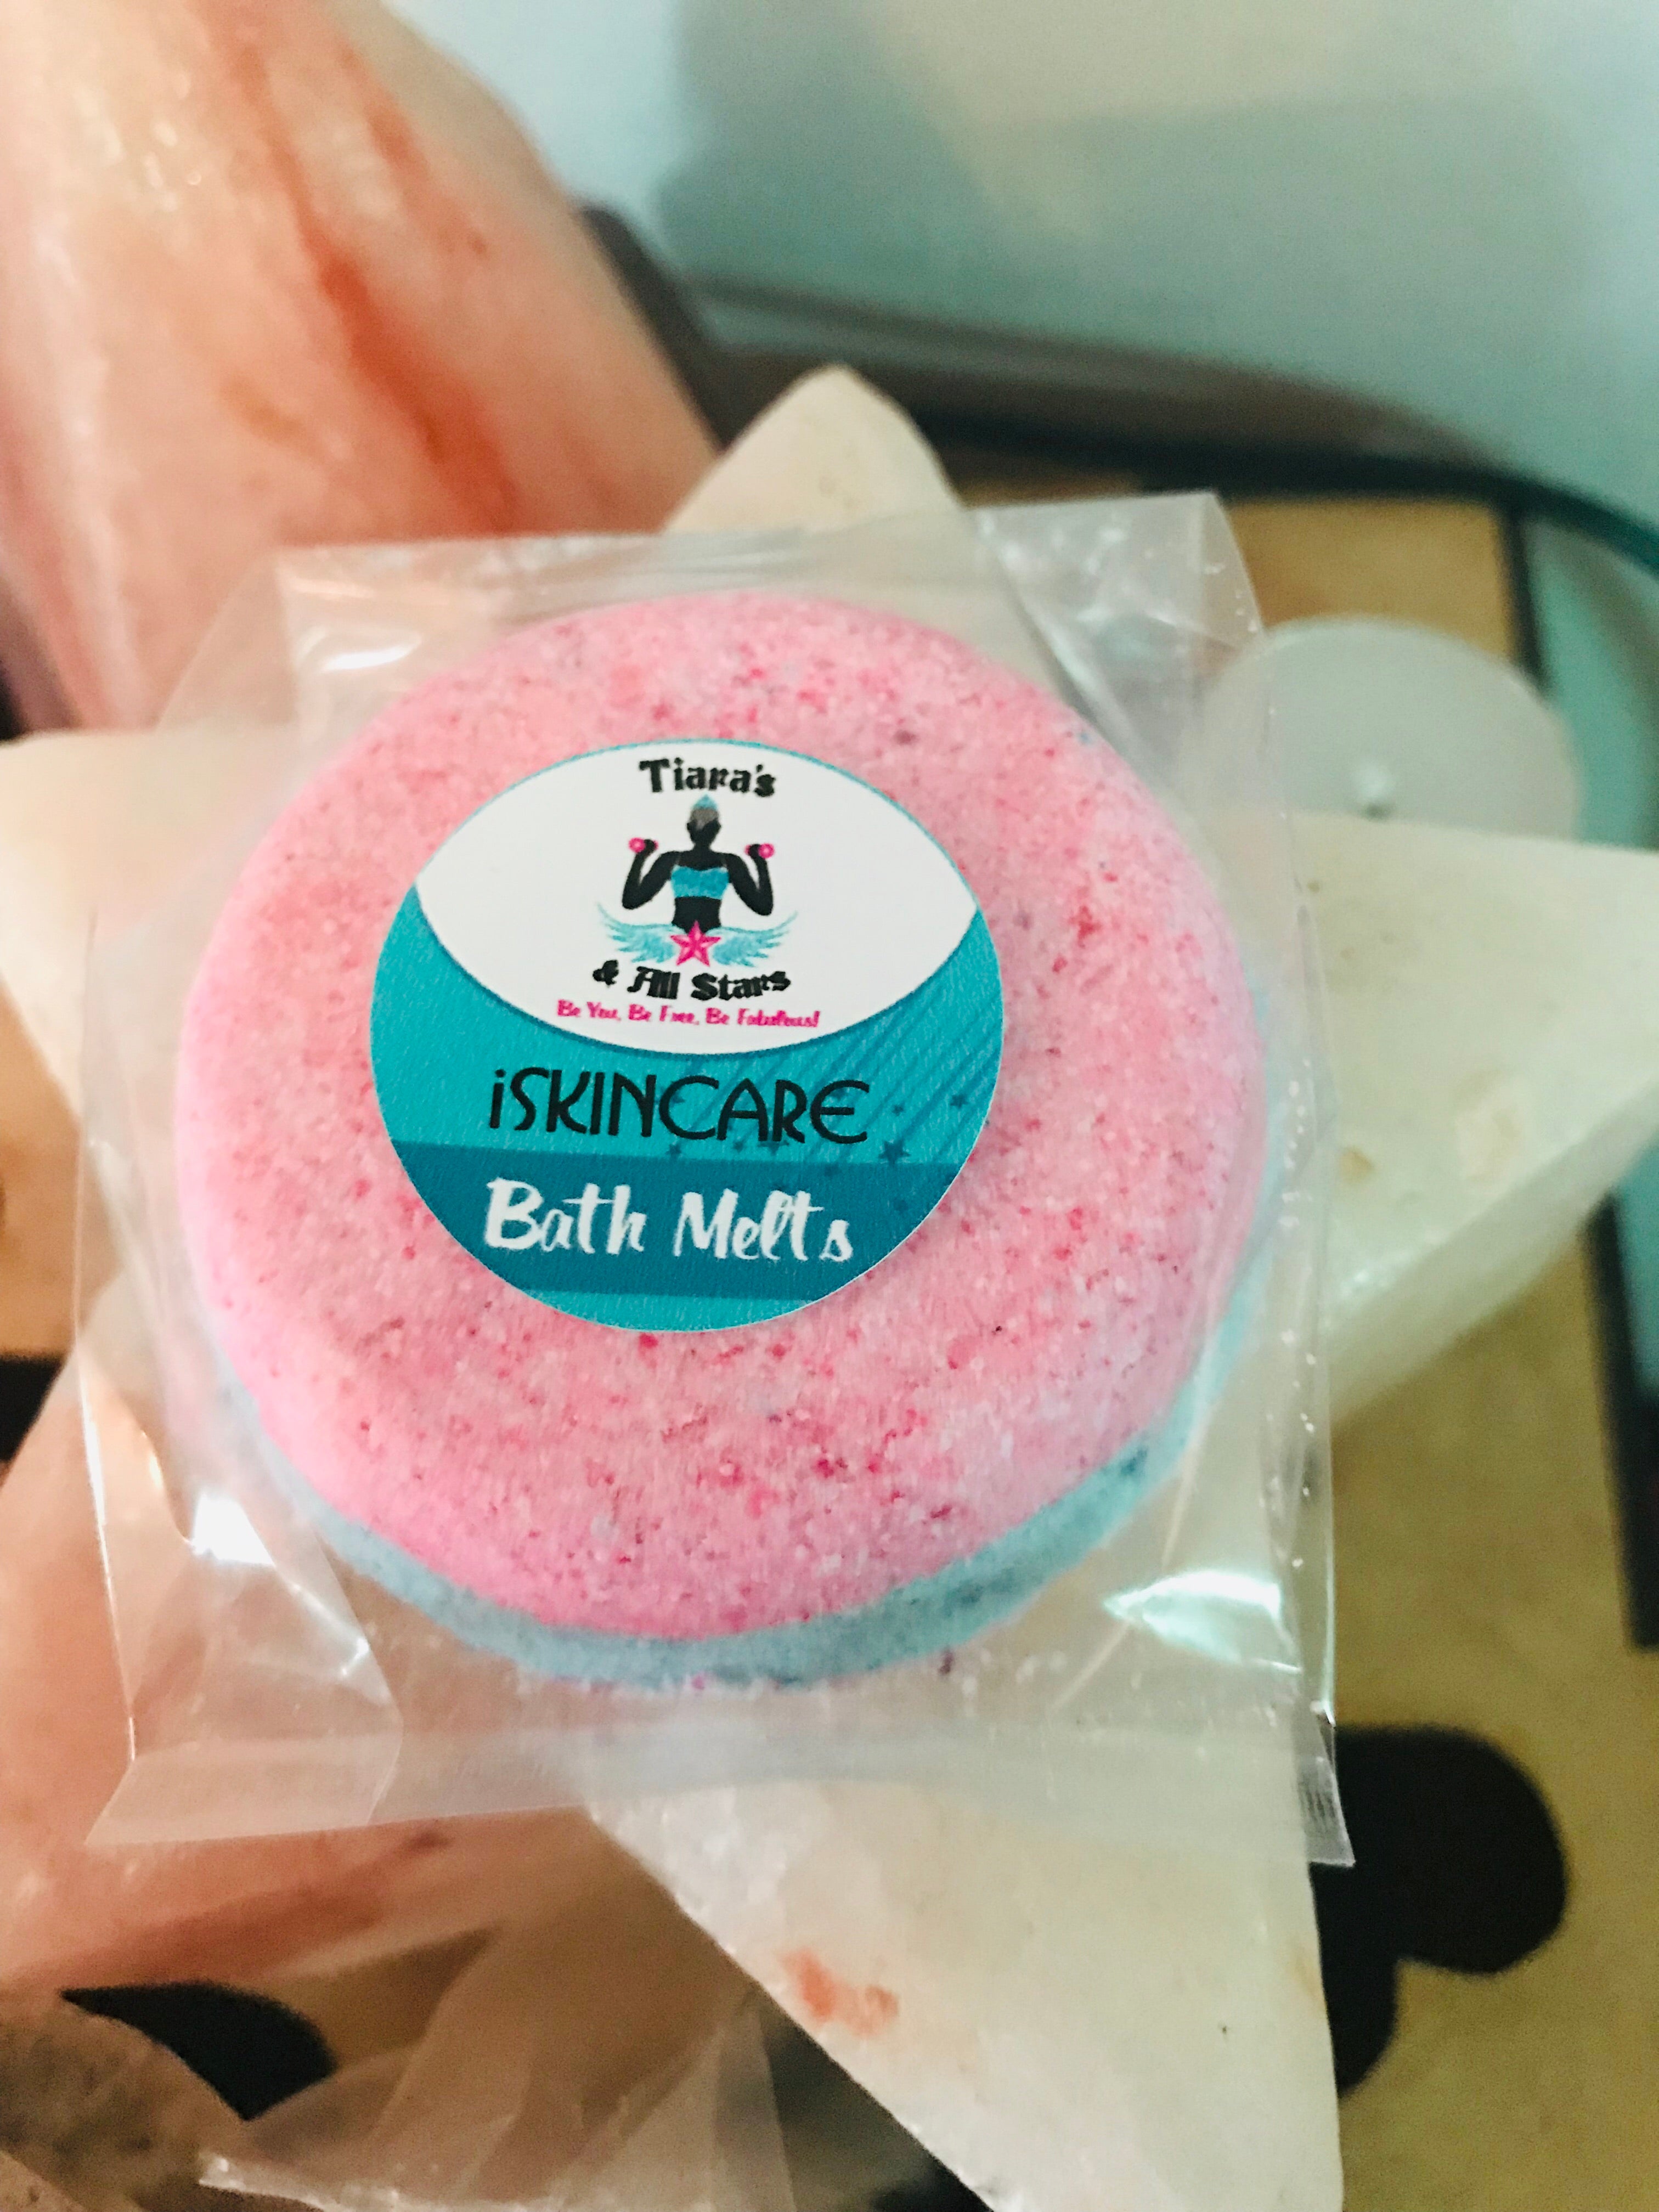 Tiara's
& All Stars
Be You, Be Free, Be Fabulous!
iSKINCARE
Bath Melts